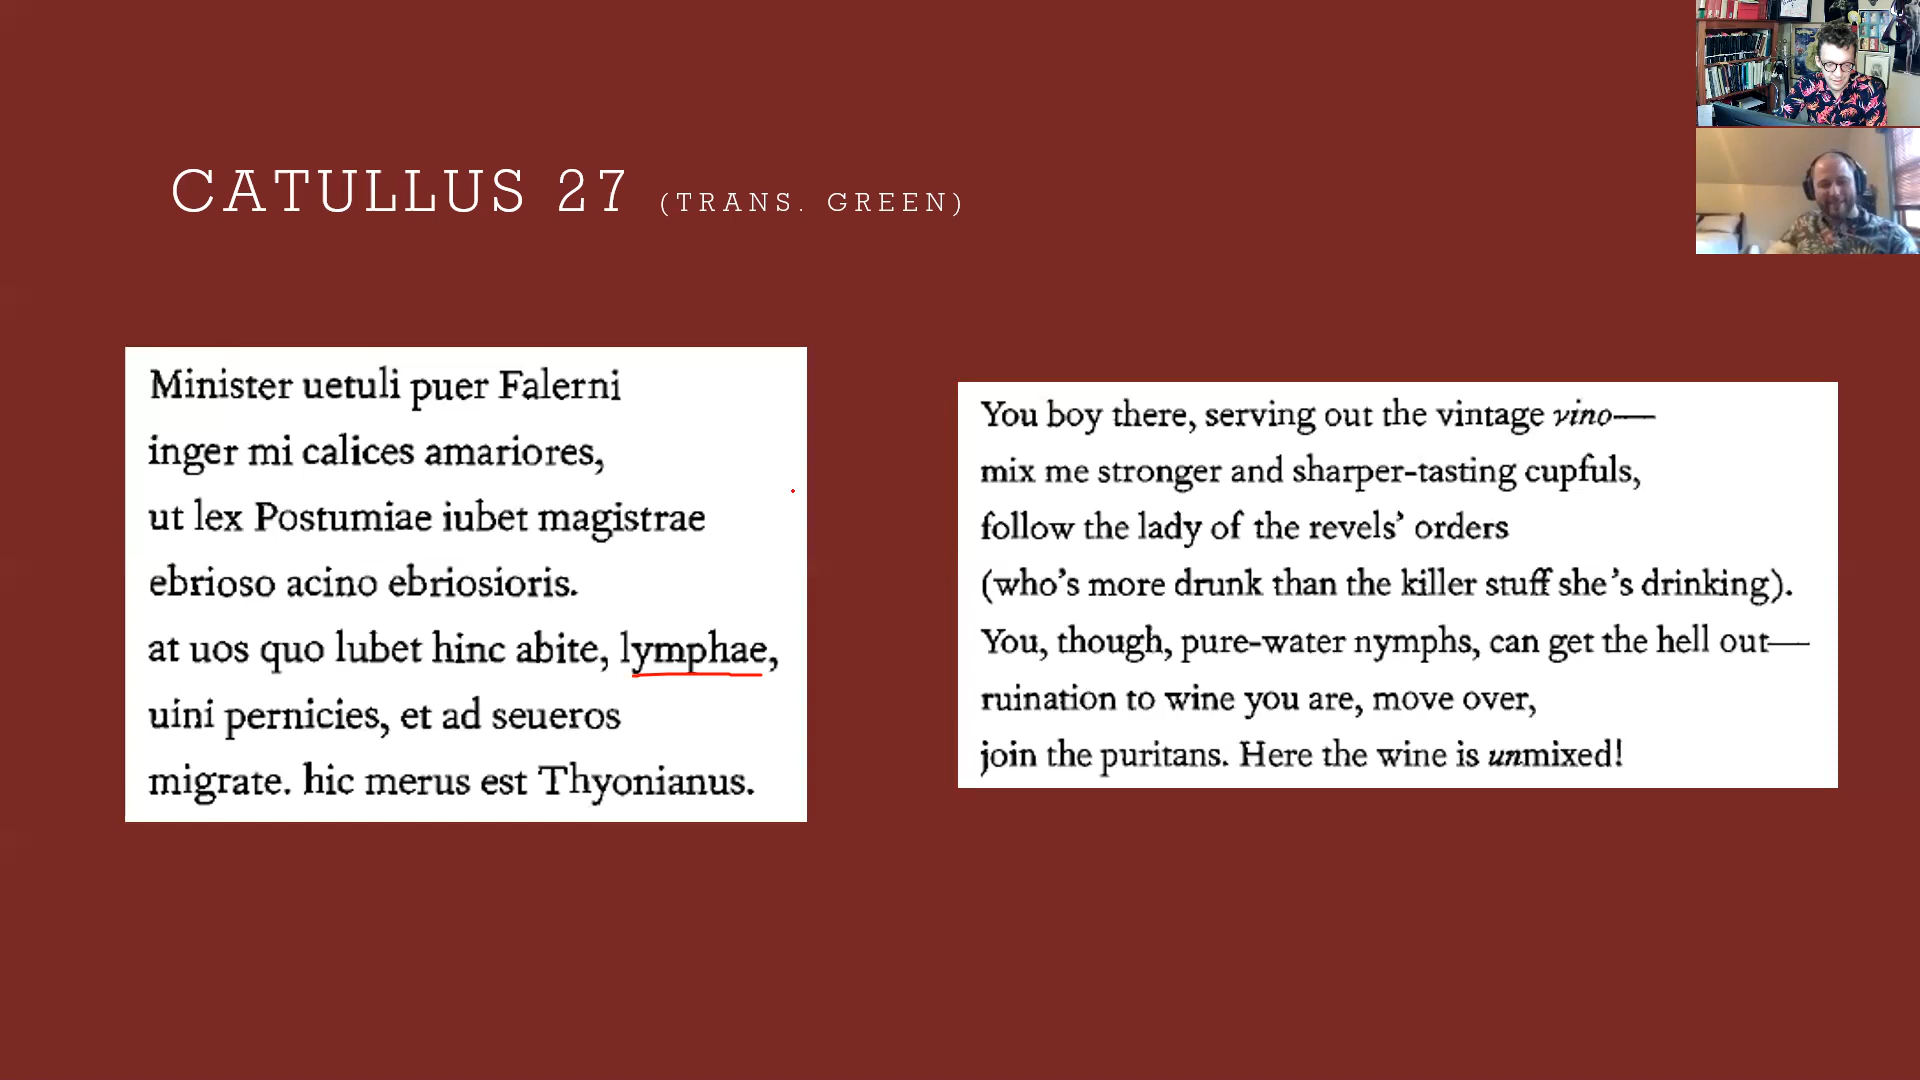 CATULLUS 27 (TRANS. GREEN)
Minister uetuli puer Falerni
inger mi calices amariores,
ut lex Postumiae iubet magistrae
ebrioso acino ebriosioris.
at uos quo lubet hinc abite, lymphae,
uini pernicies, et ad seueros
migrate. hic merus est Thyonianus.
You boy there, serving out the vintage vino—
mix me stronger and sharper-tasting cupfuls,
follow the lady of the revels’ orders
(who’s more drunk than the killer stuff she’s drinking).
You, though, pure-water nymphs, can get the hell out—
ruination to wine you are, move over,
join the puritans. Here the wine is unmixed!